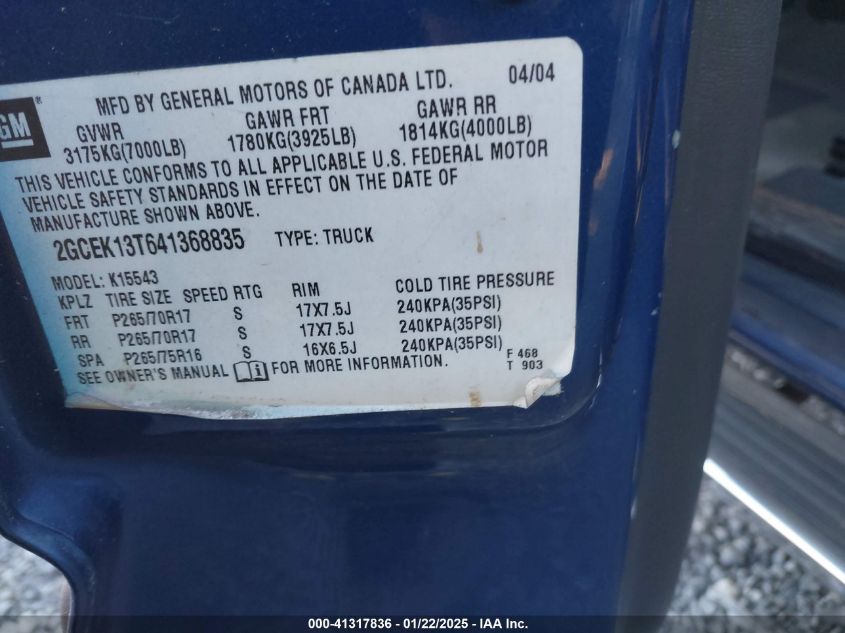 MFD BY GENERAL MOTORS OF CANADA LTD. 04/04
GM®
GVWR GAWR FRT GAWR RR
3175KG(7000LB) 1780KG(3925LB) 1814KG(4000LB)
THIS VEHICLE CONFORMS TO ALL APPLICABLE U.S. FEDERAL MOTOR
VEHICLE SAFETY STANDARDS IN EFFECT ON THE DATE OF
MANUFACTURE SHOWN ABOVE.
2GCEK13T641368835 TYPE: TRUCK
MODEL: K15543
KPLZ TIRE SIZE SPEED RTG RIM COLD TIRE PRESSURE
FRT P265/70R17 S 17X7.5J 240KPA(35PSI)
RR P265/70R17 S 17X7.5J 240KPA(35PSI)
SPA P265/75R16 S 16X6.5J 240KPA(35PSI)
SEE OWNER'S MANUAL FOR MORE INFORMATION.
F 468
T 903
000-41317836 - 01/22/2025 - IAA Inc.